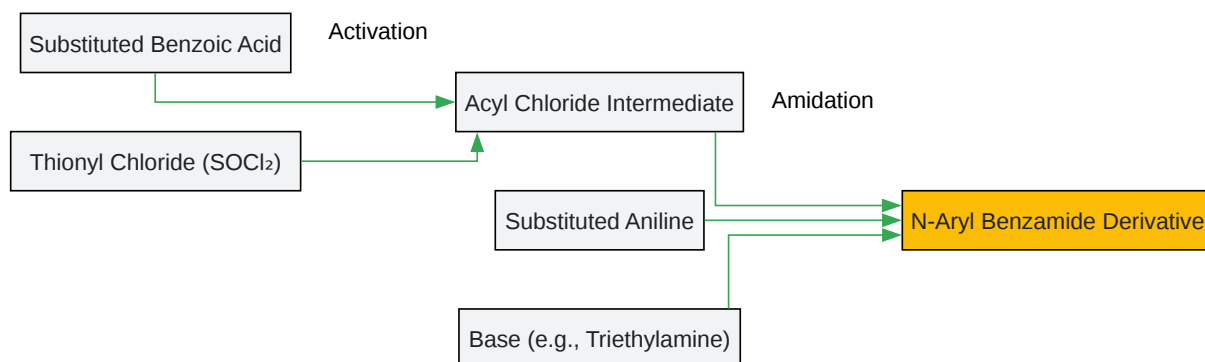 Substituted Benzoic Acid
Activation
Acyl Chloride Intermediate
Amidation
Thionyl Chloride (SOCl₂)
Substituted Aniline
N-Aryl Benzamide Derivative
Base (e.g., Triethylamine)